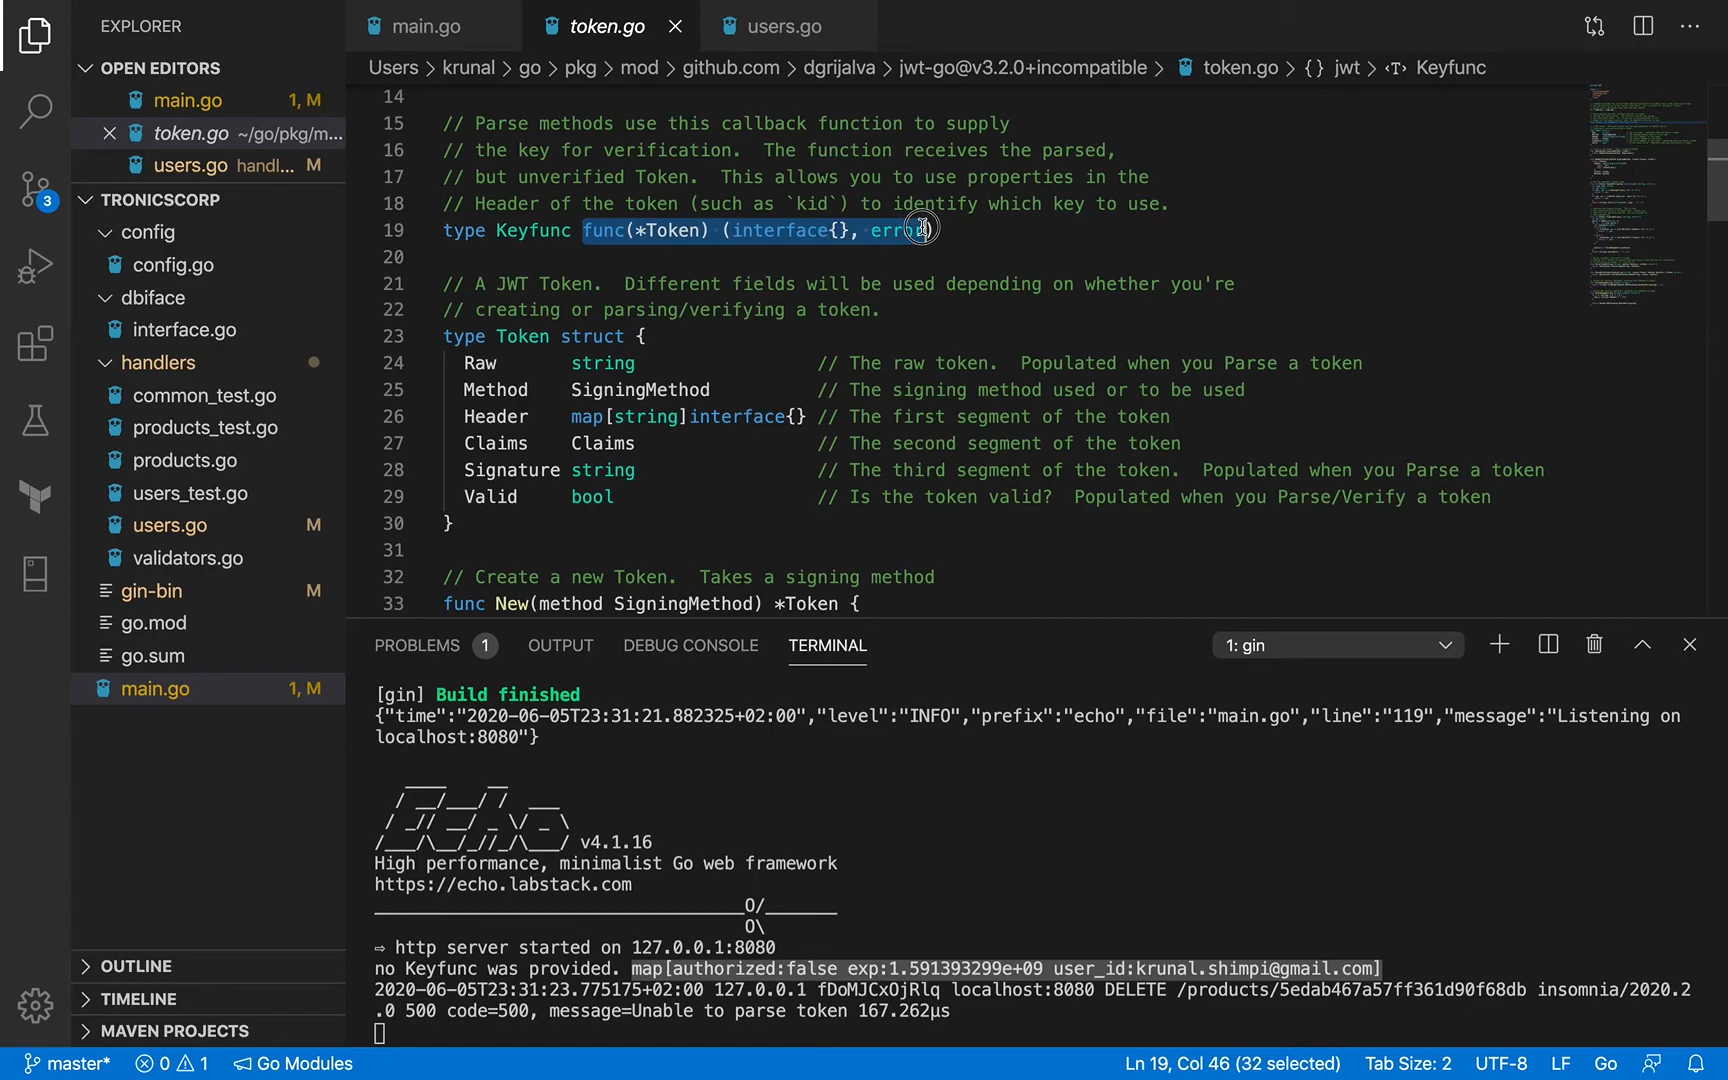 EXPLORER
OPEN EDITORS
main.go 1, M
token.go ~/go/pkg/m...
users.go handl... M
3
TRONICSCORP
config
config.go
dbiface
interface.go
handlers
common_test.go
products_test.go
products.go
users_test.go
users.go M
validators.go
gin-bin M
go.mod
go.sum
main.go 1, M
OUTLINE
TIMELINE
MAVEN PROJECTS
main.go token.go users.go
Users > krunal > go > pkg > mod > github.com > dgrijalva > jwt-go@v3.2.0+incompatible > token.go > {} jwt > Keyfunc
14
15 // Parse methods use this callback function to supply
16 // the key for verification.  The function receives the parsed,
17 // but unverified Token.  This allows you to use properties in the
18 // Header of the token (such as `kid`) to identify which key to use.
19 type Keyfunc func(*Token) (interface{}, error)
20
21 // A JWT Token.  Different fields will be used depending on whether you're
22 // creating or parsing/verifying a token.
23 type Token struct {
24 Raw string // The raw token.  Populated when you Parse a token
25 Method SigningMethod // The signing method used or to be used
26 Header map[string]interface{} // The first segment of the token
27 Claims Claims // The second segment of the token
28 Signature string // The third segment of the token.  Populated when you Parse a token
29 Valid bool // Is the token valid?  Populated when you Parse/Verify a token
30 }
31
32 // Create a new Token.  Takes a signing method
33 func New(method SigningMethod) *Token {
PROBLEMS 1 OUTPUT DEBUG CONSOLE TERMINAL 1: gin
[gin] Build finished
{"time":"2020-06-05T23:31:21.882325+02:00","level":"INFO","prefix":"echo","file":"main.go","line":"119","message":"Listening on
localhost:8080"}
Echo v4.1.16
High performance, minimalist Go web framework
https://echo.labstack.com
____________________________________O/_______
                                    O\
⇨ http server started on 127.0.0.1:8080
no Keyfunc was provided. map[authorized:false exp:1.591393299e+09 user_id:krunal.shimpi@gmail.com]
2020-06-05T23:31:23.775175+02:00 127.0.0.1 fDoMJCxOjRlq localhost:8080 DELETE /products/5edab467a57ff361d90f68db insomnia/2020.2
.0 500 code=500, message=Unable to parse token 167.262µs
master* 0 1 Go Modules Ln 19, Col 46 (32 selected) Tab Size: 2 UTF-8 LF Go